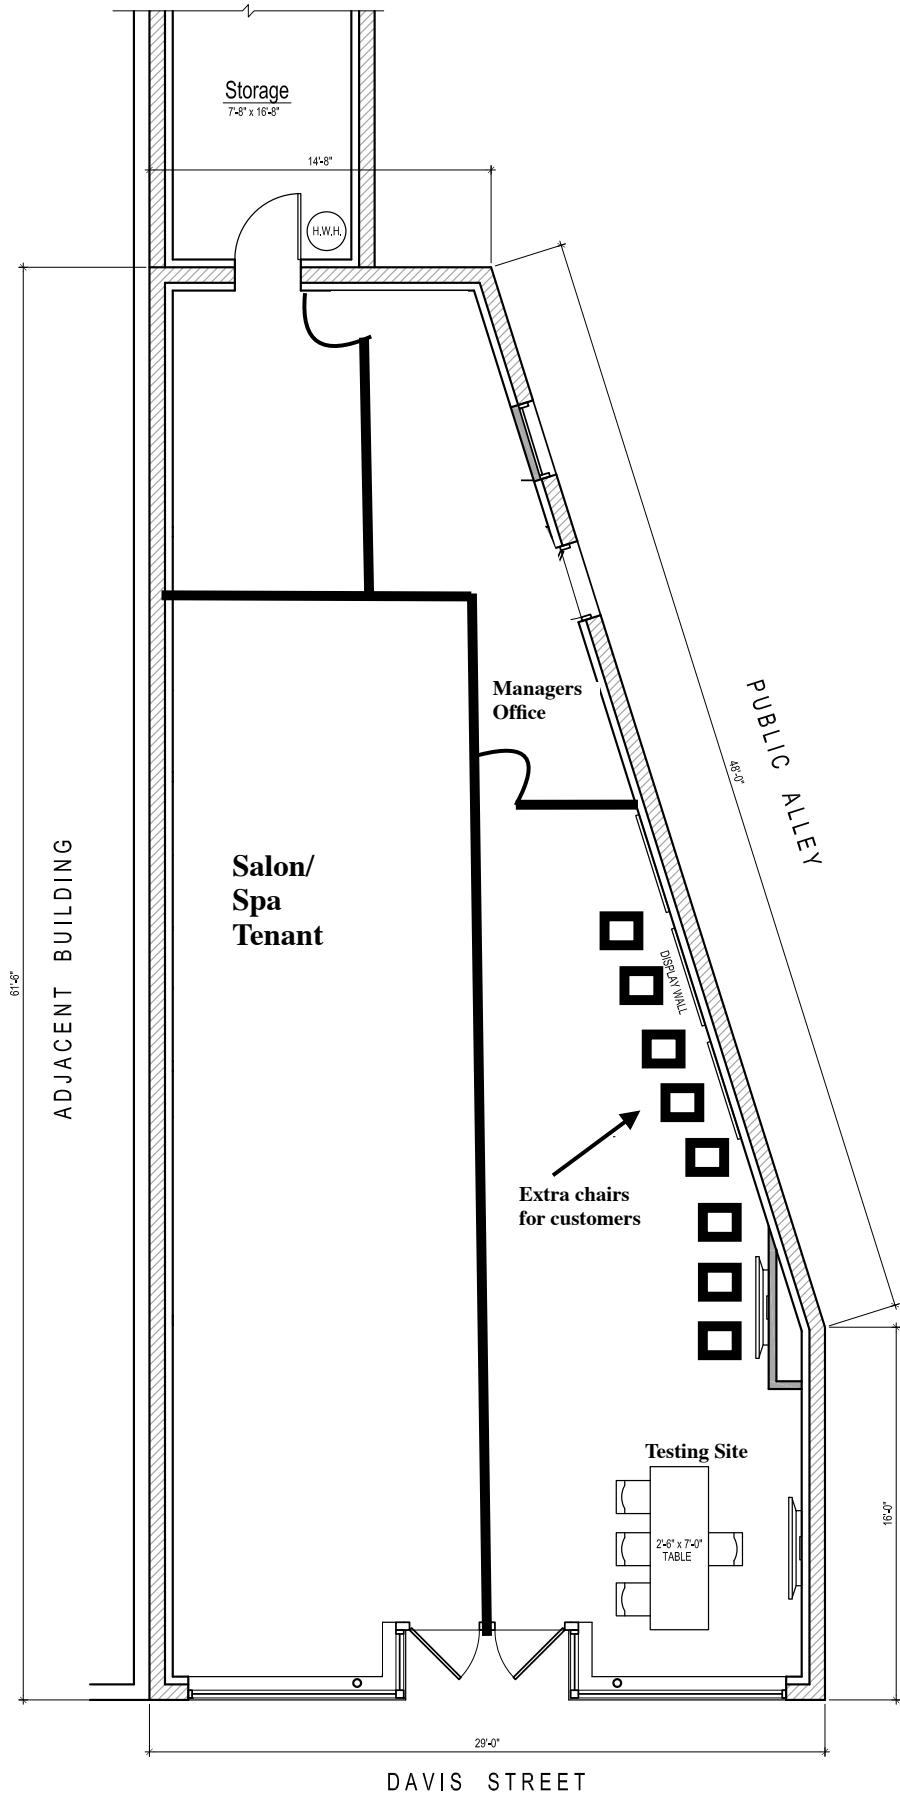 Storage
7'-8" x 16'-8"
14'-8"
H.W.H.
Managers
Office
PUBLIC ALLEY
48'-0"
Salon/
Spa
Tenant
ADJACENT BUILDING
61'-6"
DISPLAY WALL
Extra chairs
for customers
Testing Site
2'-6" x 7'-0"
TABLE
16'-0"
29'-0"
DAVIS STREET